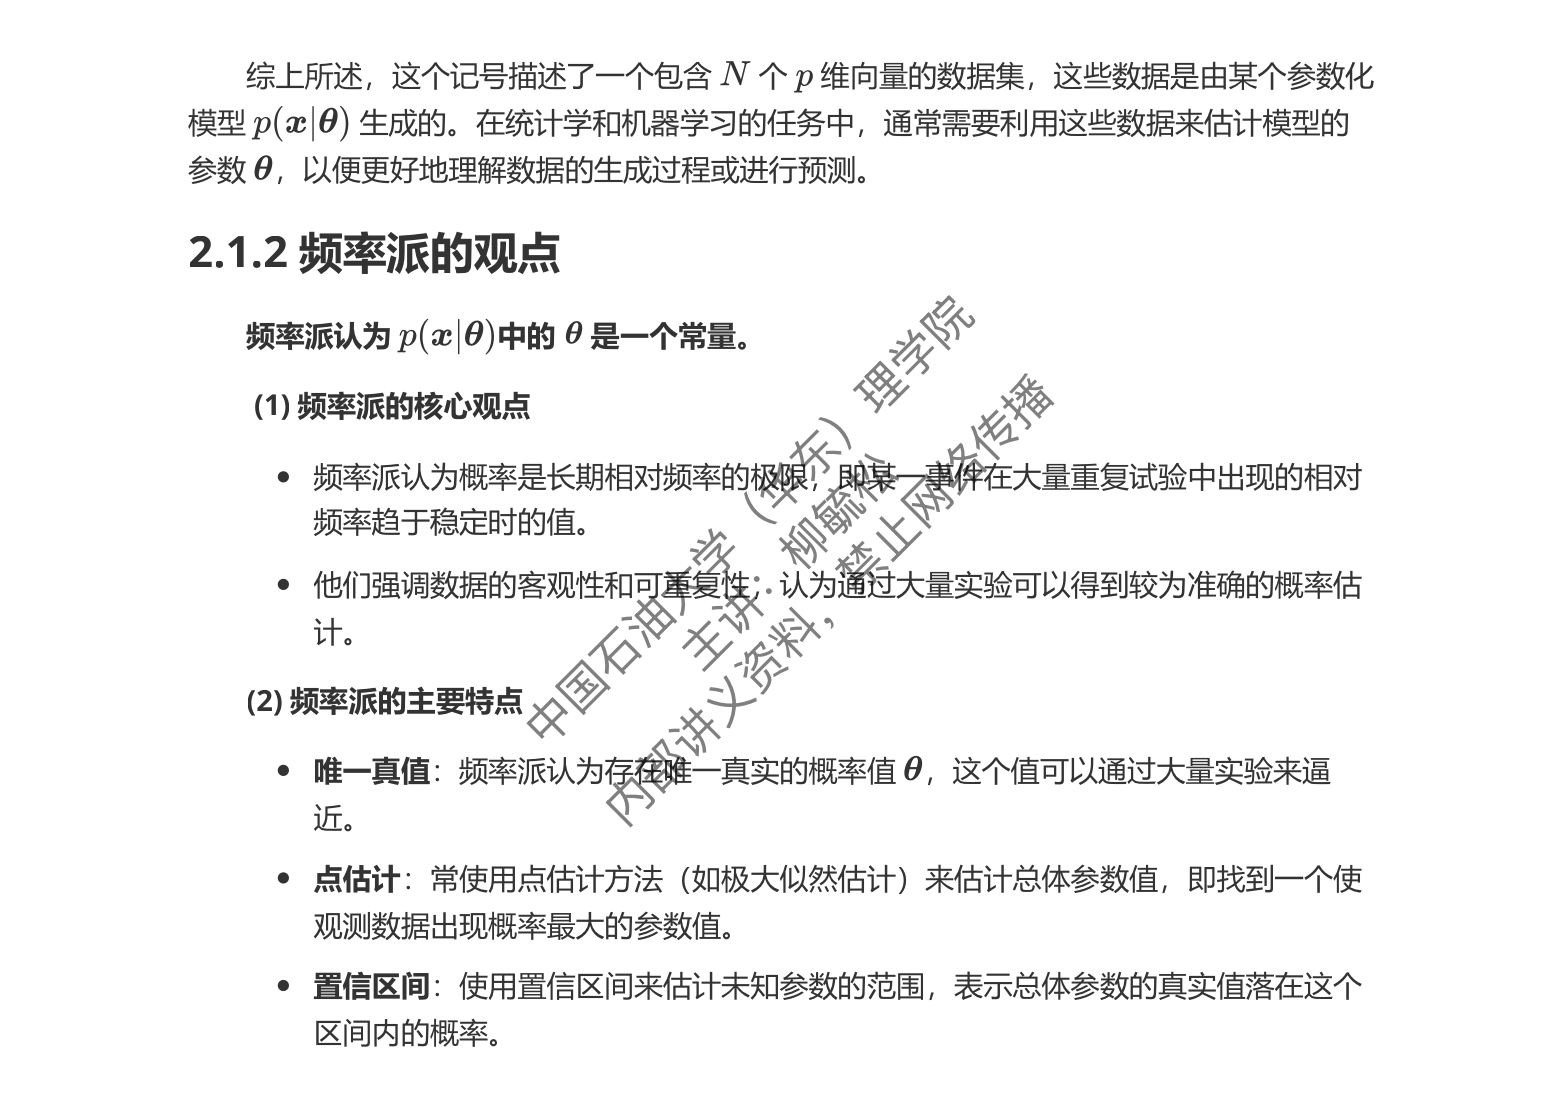 综上所述，这个记号描述了一个包含 N 个 p 维向量的数据集，这些数据是由某个参数化
模型 p(x|θ) 生成的。在统计学和机器学习的任务中，通常需要利用这些数据来估计模型的
参数 θ，以便更好地理解数据的生成过程或进行预测。
2.1.2 频率派的观点
频率派认为 p(x|θ)中的 θ 是一个常量。
(1) 频率派的核心观点
• 频率派认为概率是长期相对频率的极限，即某一事件在大量重复试验中出现的相对
频率趋于稳定时的值。
• 他们强调数据的客观性和可重复性，认为通过大量实验可以得到较为准确的概率估
计。
(2) 频率派的主要特点
• 唯一真值：频率派认为存在唯一真实的概率值 θ，这个值可以通过大量实验来逼
近。
• 点估计：常使用点估计方法（如极大似然估计）来估计总体参数值，即找到一个使
观测数据出现概率最大的参数值。
• 置信区间：使用置信区间来估计未知参数的范围，表示总体参数的真实值落在这个
区间内的概率。
中国石油大学（华东）理学院
主讲：柳毓松
内部讲义资料，禁止网络传播